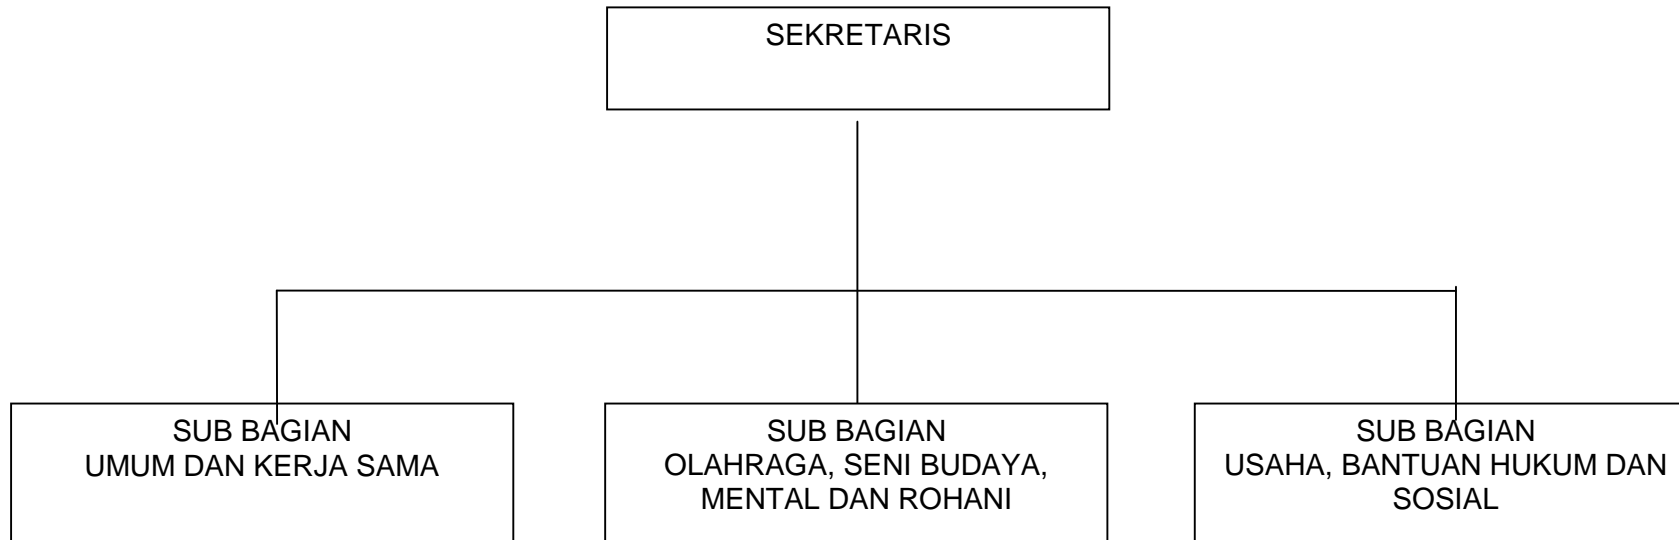 SEKRETARIS
SUB BAGIAN
UMUM DAN KERJA SAMA
SUB BAGIAN
OLAHRAGA, SENI BUDAYA,
MENTAL DAN ROHANI
SUB BAGIAN
USAHA, BANTUAN HUKUM DAN
SOSIAL